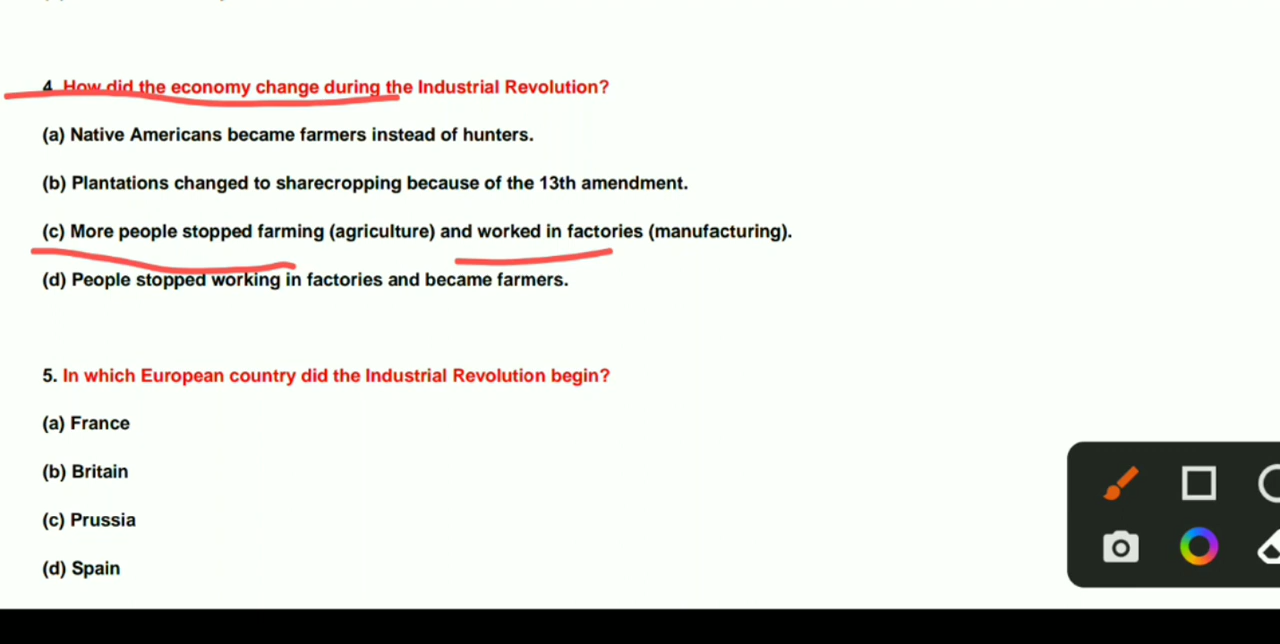 4. How did the economy change during the Industrial Revolution?
(a) Native Americans became farmers instead of hunters.
(b) Plantations changed to sharecropping because of the 13th amendment.
(c) More people stopped farming (agriculture) and worked in factories (manufacturing).
(d) People stopped working in factories and became farmers.
5. In which European country did the Industrial Revolution begin?
(a) France
(b) Britain
(c) Prussia
(d) Spain